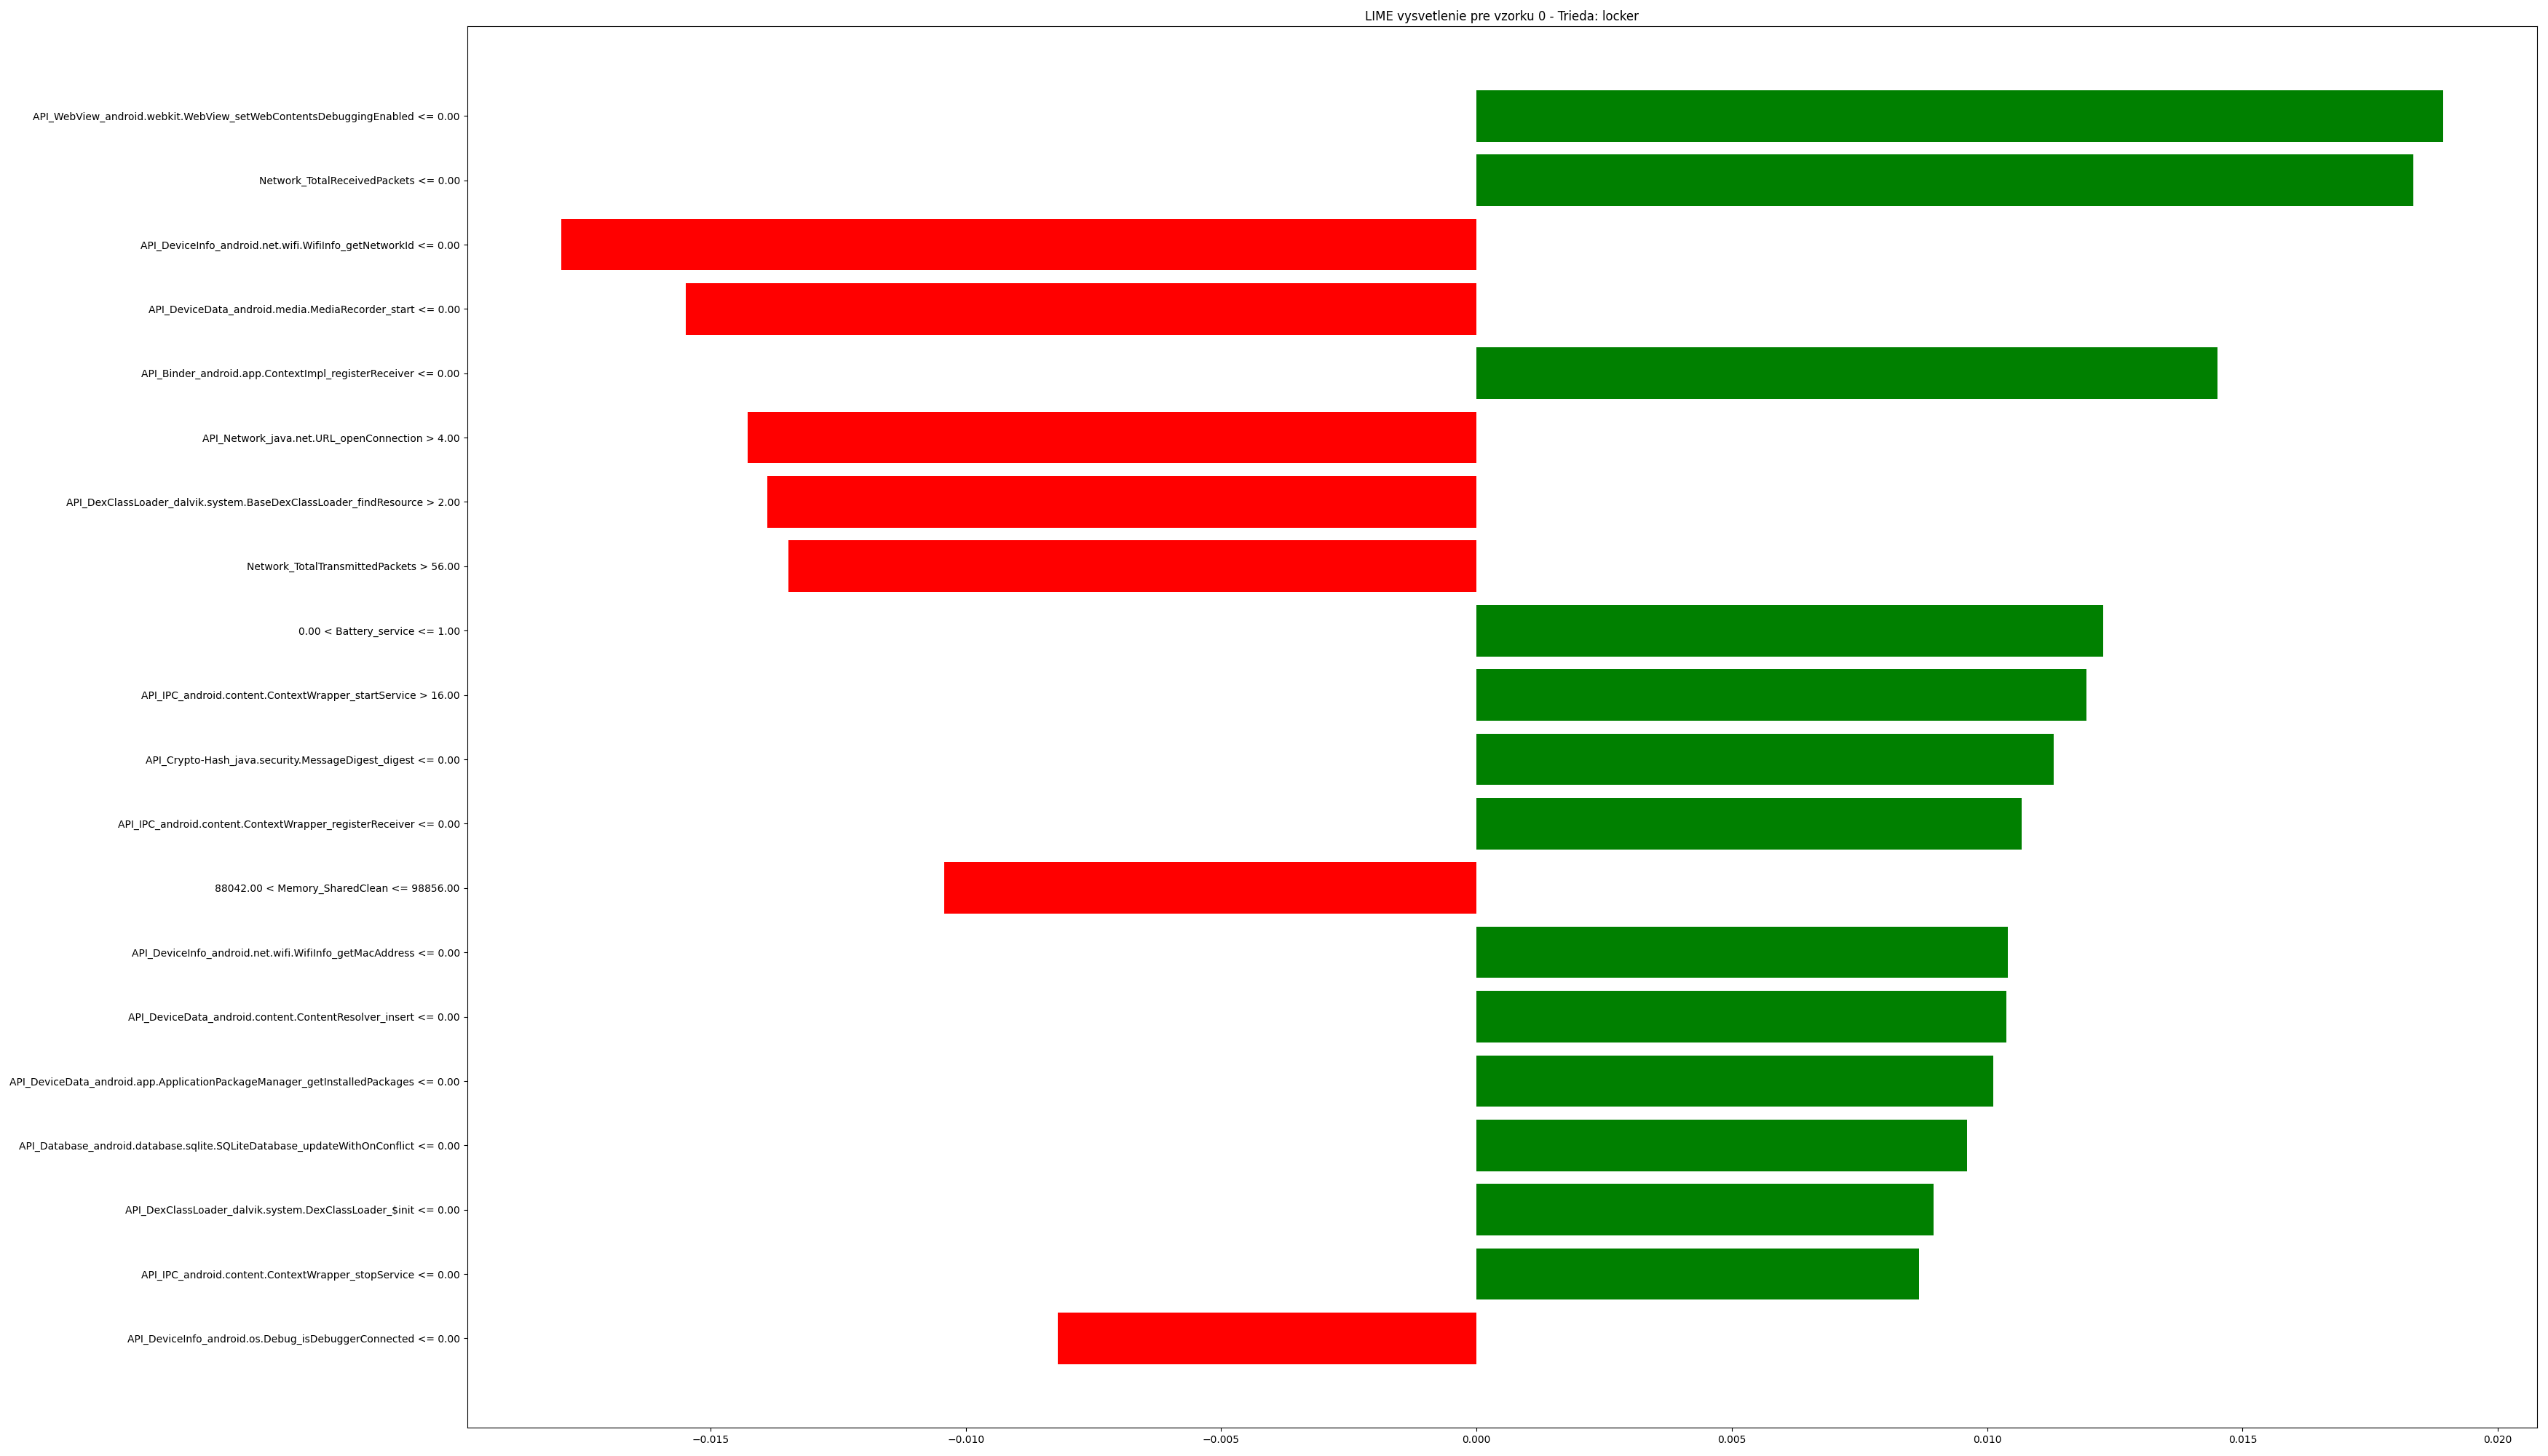 LIME vysvetlenie pre vzorku 0 - Trieda: locker
API_WebView_android.webkit.WebView_setWebContentsDebuggingEnabled <= 0.00
Network_TotalReceivedPackets <= 0.00
API_DeviceInfo_android.net.wifi.WifiInfo_getNetworkId <= 0.00
API_DeviceData_android.media.MediaRecorder_start <= 0.00
API_Binder_android.app.ContextImpl_registerReceiver <= 0.00
API_Network_java.net.URL_openConnection > 4.00
API_DexClassLoader_dalvik.system.BaseDexClassLoader_findResource > 2.00
Network_TotalTransmittedPackets > 56.00
0.00 < Battery_service <= 1.00
API_IPC_android.content.ContextWrapper_startService > 16.00
API_Crypto-Hash_java.security.MessageDigest_digest <= 0.00
API_IPC_android.content.ContextWrapper_registerReceiver <= 0.00
88042.00 < Memory_SharedClean <= 98856.00
API_DeviceInfo_android.net.wifi.WifiInfo_getMacAddress <= 0.00
API_DeviceData_android.content.ContentResolver_insert <= 0.00
API_DeviceData_android.app.ApplicationPackageManager_getInstalledPackages <= 0.00
API_Database_android.database.sqlite.SQLiteDatabase_updateWithOnConflict <= 0.00
API_DexClassLoader_dalvik.system.DexClassLoader_$init <= 0.00
API_IPC_android.content.ContextWrapper_stopService <= 0.00
API_DeviceInfo_android.os.Debug_isDebuggerConnected <= 0.00
−0.015 −0.010 −0.005 0.000 0.005 0.010 0.015 0.020